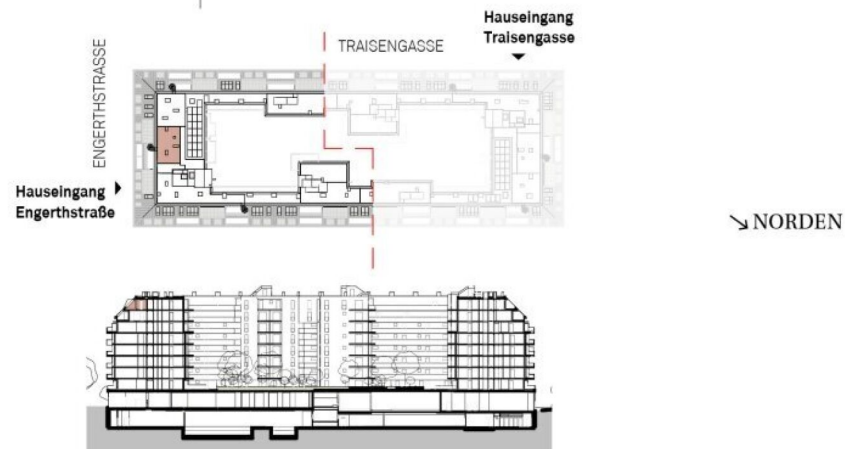 Hauseingang
Traisengasse
TRAISENGASSE
ENGERTHSTRASSE
Hauseingang
Engerthstraße
NORDEN